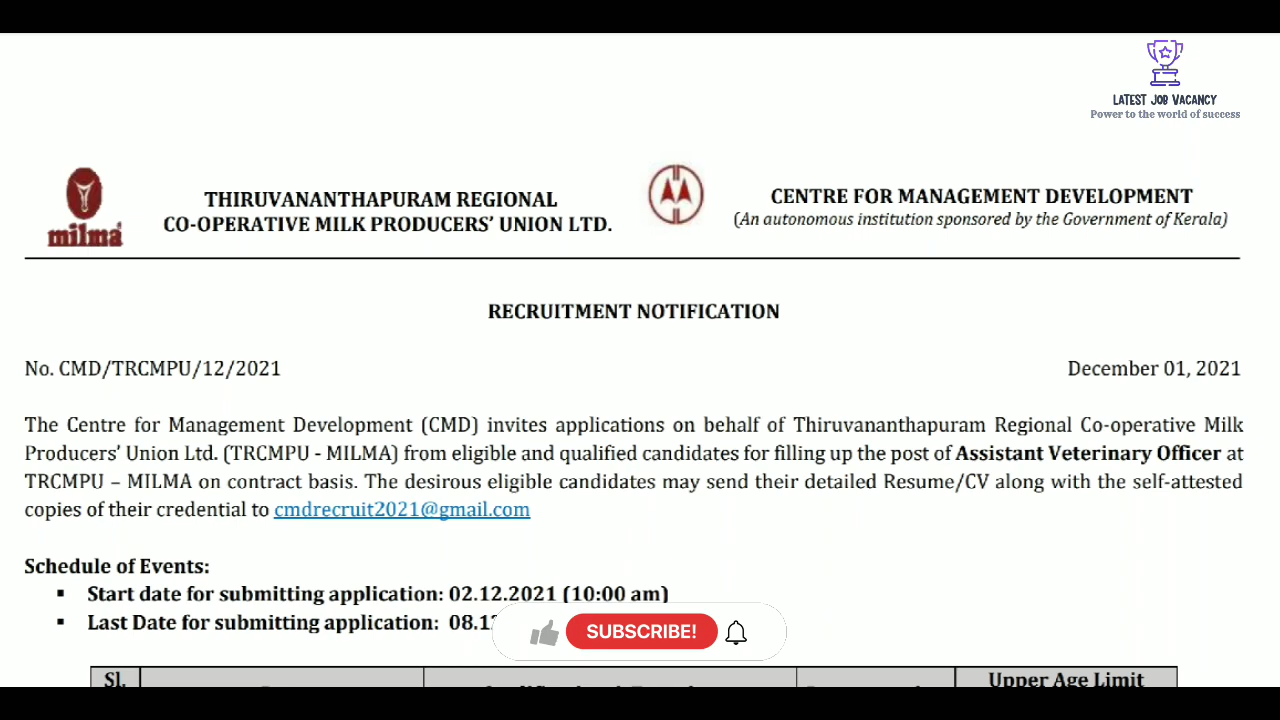 LATEST JOB VACANCY
Power to the world of success
milma
THIRUVANANTHAPURAM REGIONAL
CO-OPERATIVE MILK PRODUCERS' UNION LTD.
CENTRE FOR MANAGEMENT DEVELOPMENT
(An autonomous institution sponsored by the Government of Kerala)
RECRUITMENT NOTIFICATION
No. CMD/TRCMPU/12/2021
December 01, 2021
The Centre for Management Development (CMD) invites applications on behalf of Thiruvananthapuram Regional Co-operative Milk
Producers' Union Ltd. (TRCMPU - MILMA) from eligible and qualified candidates for filling up the post of Assistant Veterinary Officer at
TRCMPU – MILMA on contract basis. The desirous eligible candidates may send their detailed Resume/CV along with the self-attested
copies of their credential to cmdrecruit2021@gmail.com
Schedule of Events:
▪ Start date for submitting application: 02.12.2021 (10:00 am)
▪ Last Date for submitting application: 08.1
SUBSCRIBE!
Sl.
Upper Age Limit